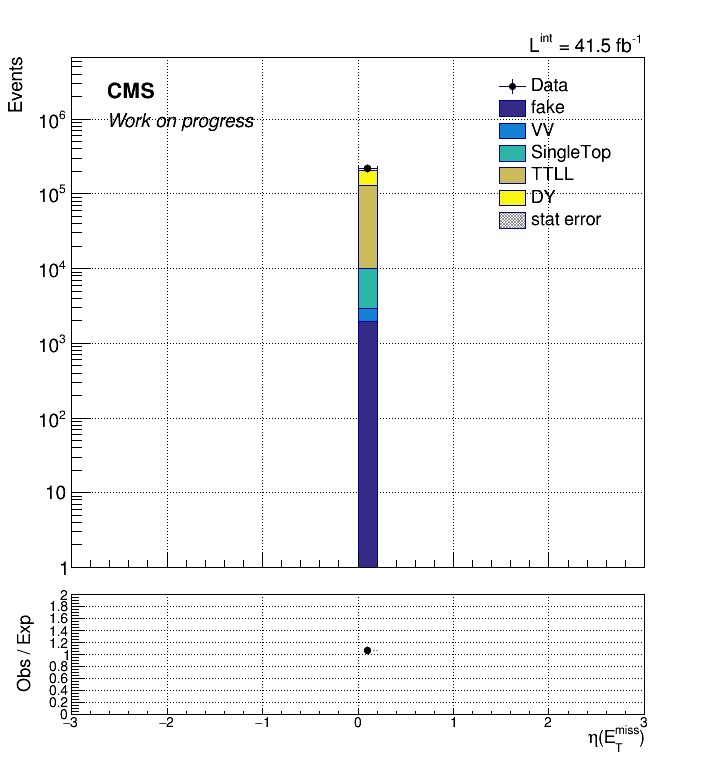 L^int = 41.5 fb^-1
Events
CMS
Work on progress
Data
fake
VV
SingleTop
TTLL
DY
stat error
10^6
10^5
10^4
10^3
10^2
10
1
Obs / Exp
2
1.8
1.6
1.4
1.2
1
0.8
0.6
0.4
0.2
0
−3 −2 −1 0 1 2 3
η(E_T^miss)